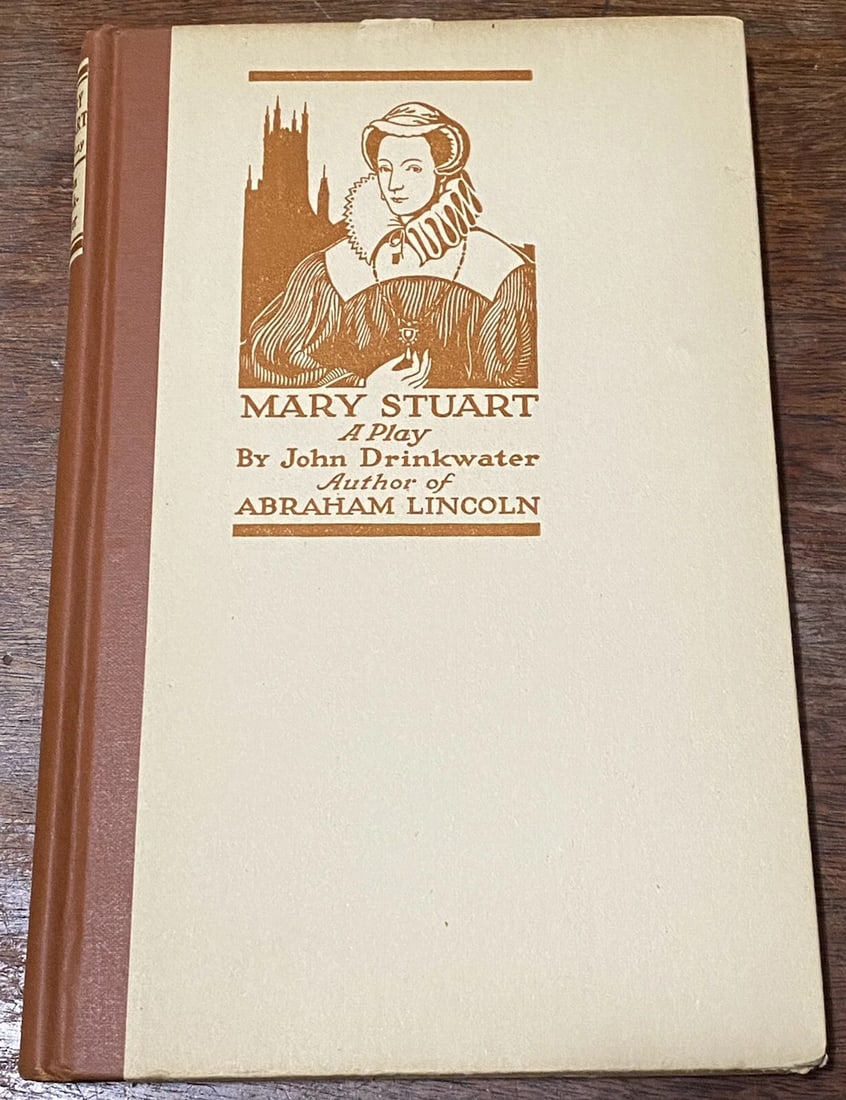 MARY STUART
A Play
By John Drinkwater
Author of
ABRAHAM LINCOLN